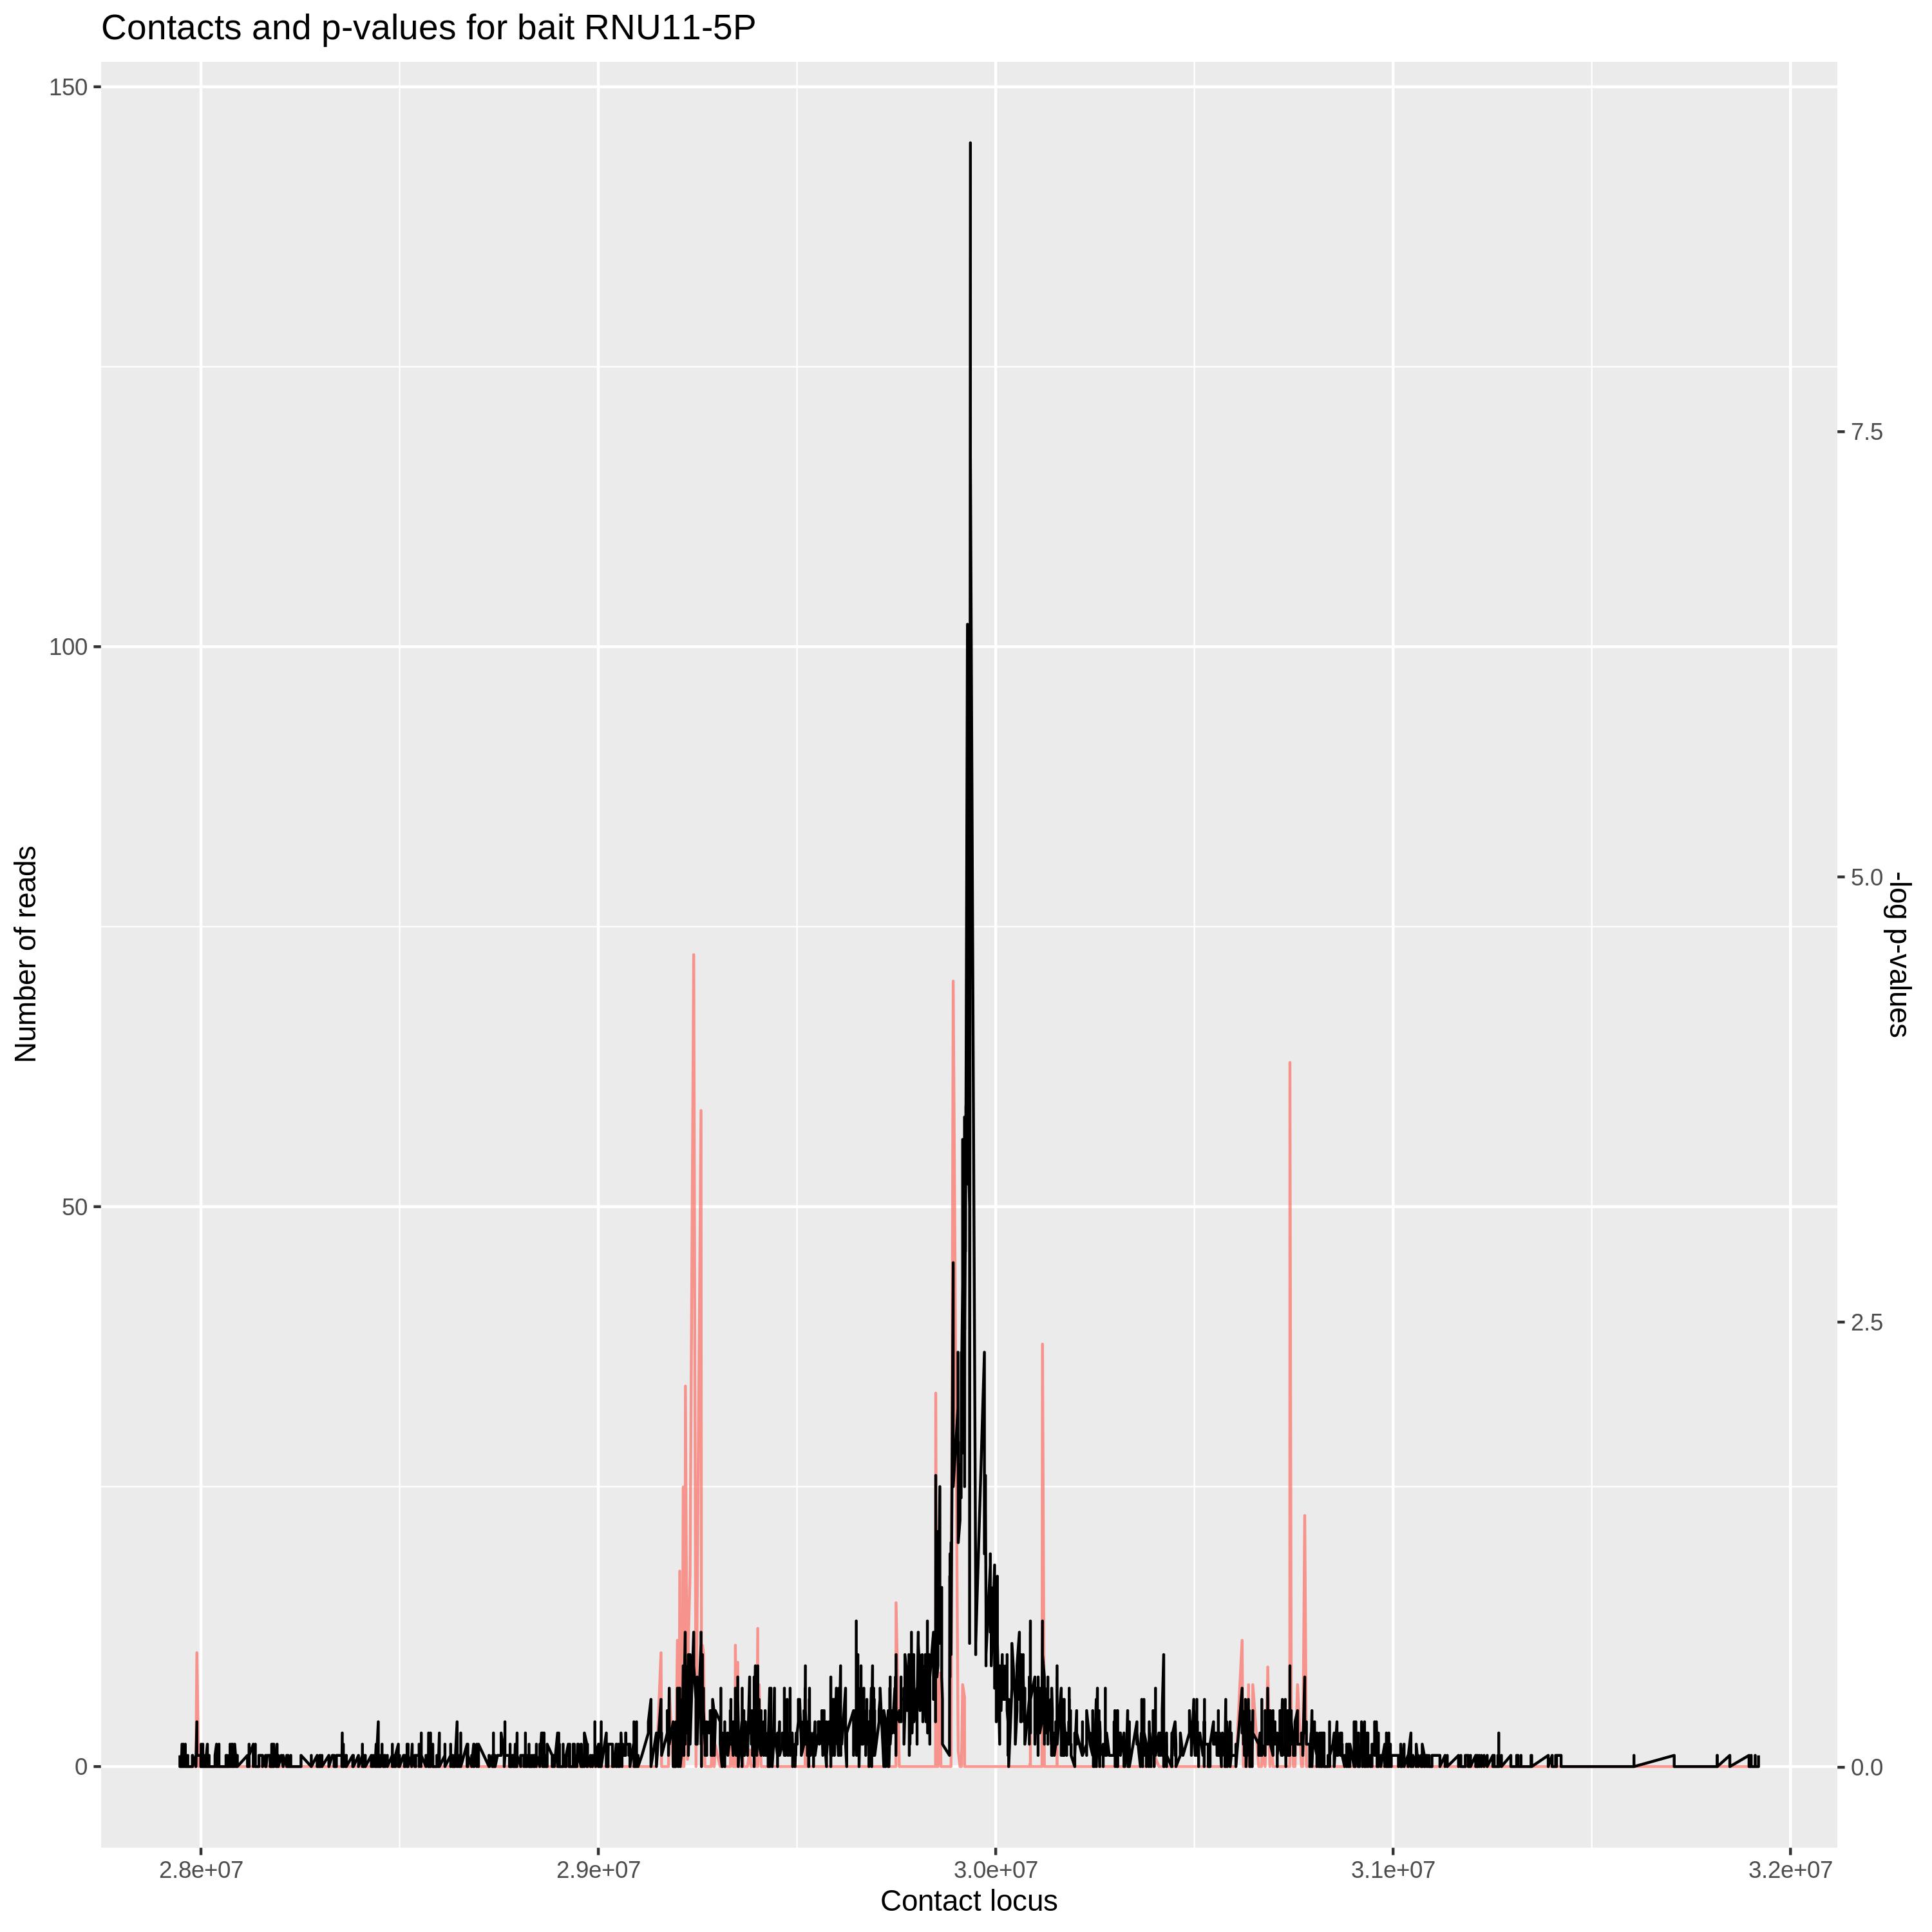 Contacts and p-values for bait RNU11-5P
150
100
50
0
Number of reads
7.5
5.0
2.5
0.0
-log p-values
2.8e+07
2.9e+07
3.0e+07
3.1e+07
3.2e+07
Contact locus